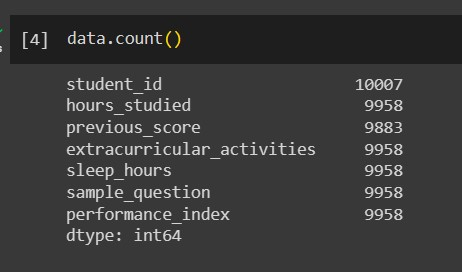 [4] data.count()
student_id 10007
hours_studied 9958
previous_score 9883
extracurricular_activities 9958
sleep_hours 9958
sample_question 9958
performance_index 9958
dtype: int64